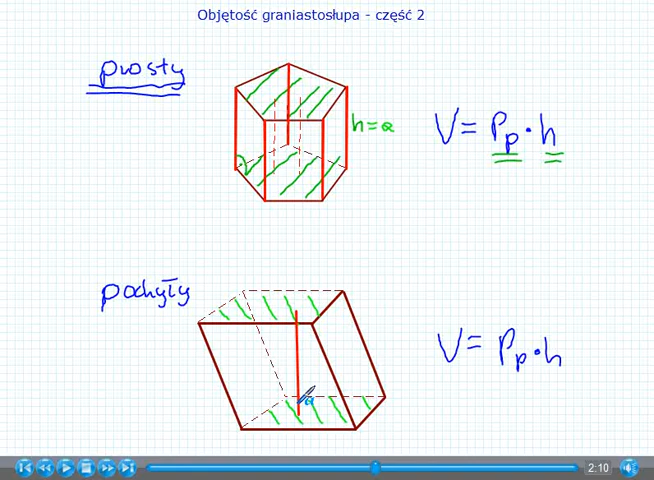 Objętość graniastosłupa - część 2
prosty
h=a
V = Pp · h
pochyły
V = Pp · h
2:10